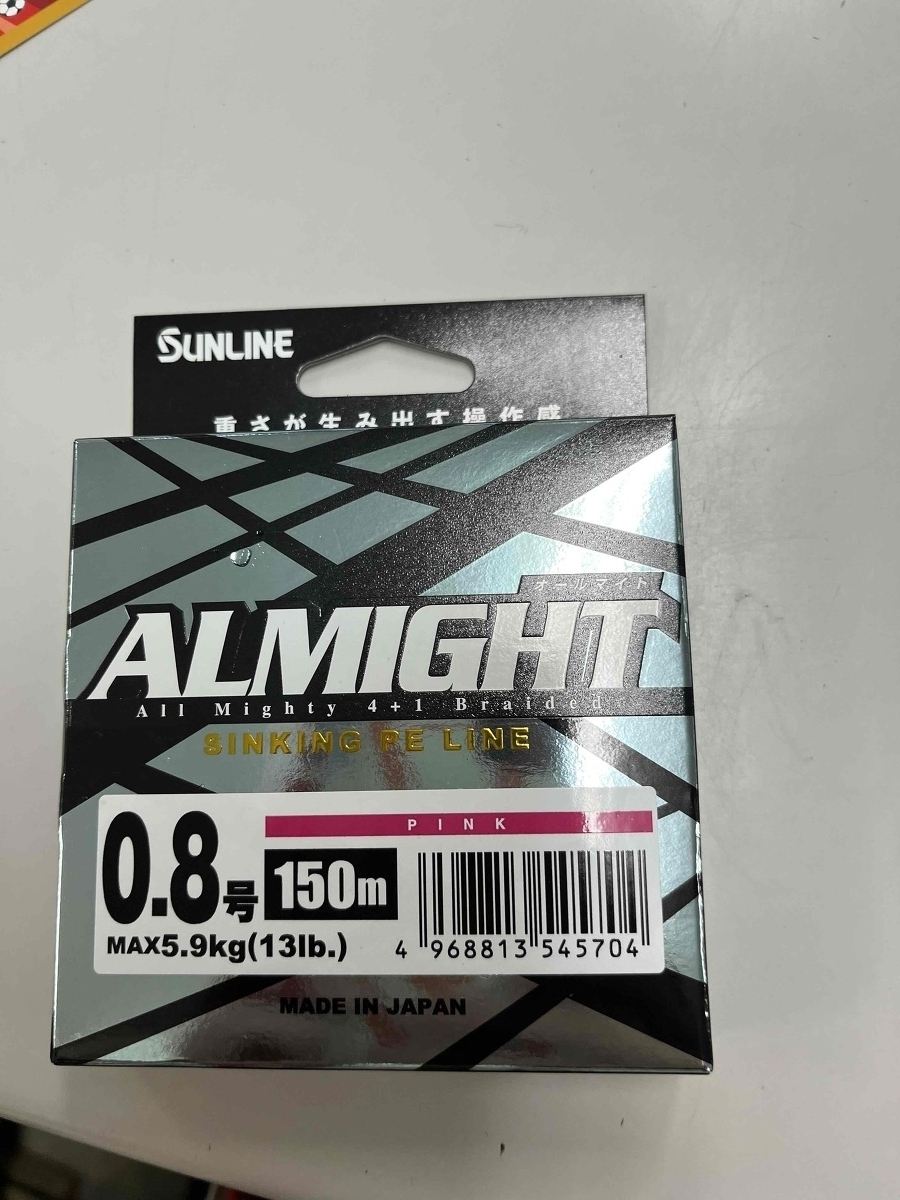 SUNLINE
重さが生み出す操作感
オールマイト
ALMIGHT
All Mighty 4+1 Braided
SINKING PE LINE
PINK
0.8号 150m
MAX5.9kg(13lb.)
4 968813 545704
MADE IN JAPAN